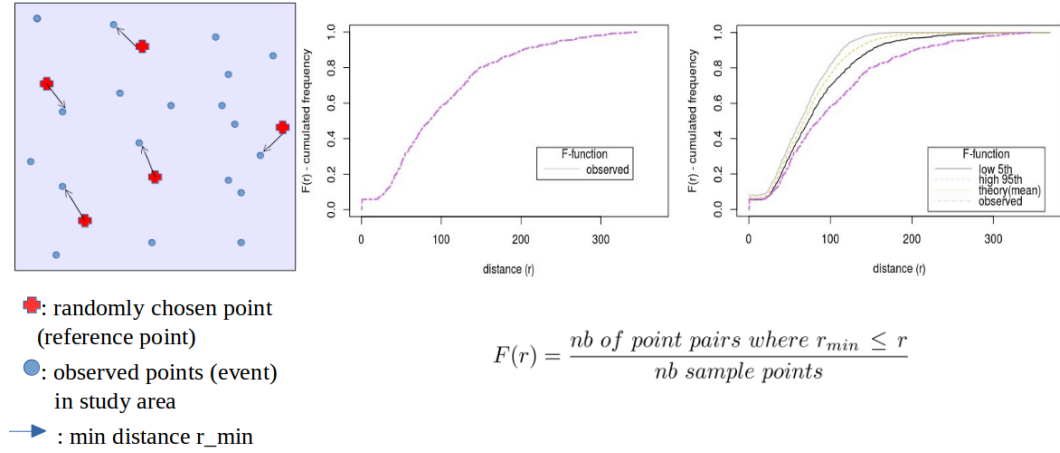 F(r) - cumulated frequency
0.0 0.2 0.4 0.6 0.8 1.0
F-function
observed
0 100 200 300
distance (r)
F(r) - cumulated frequency
0.0 0.2 0.4 0.6 0.8 1.0
F-function
low 5th
high 95th
theory(mean)
observed
0 100 200 300
distance (r)
: randomly chosen point
(reference point)
: observed points (event)
in study area
: min distance r_min
F(r) = nb of point pairs where r_min ≤ r
nb sample points